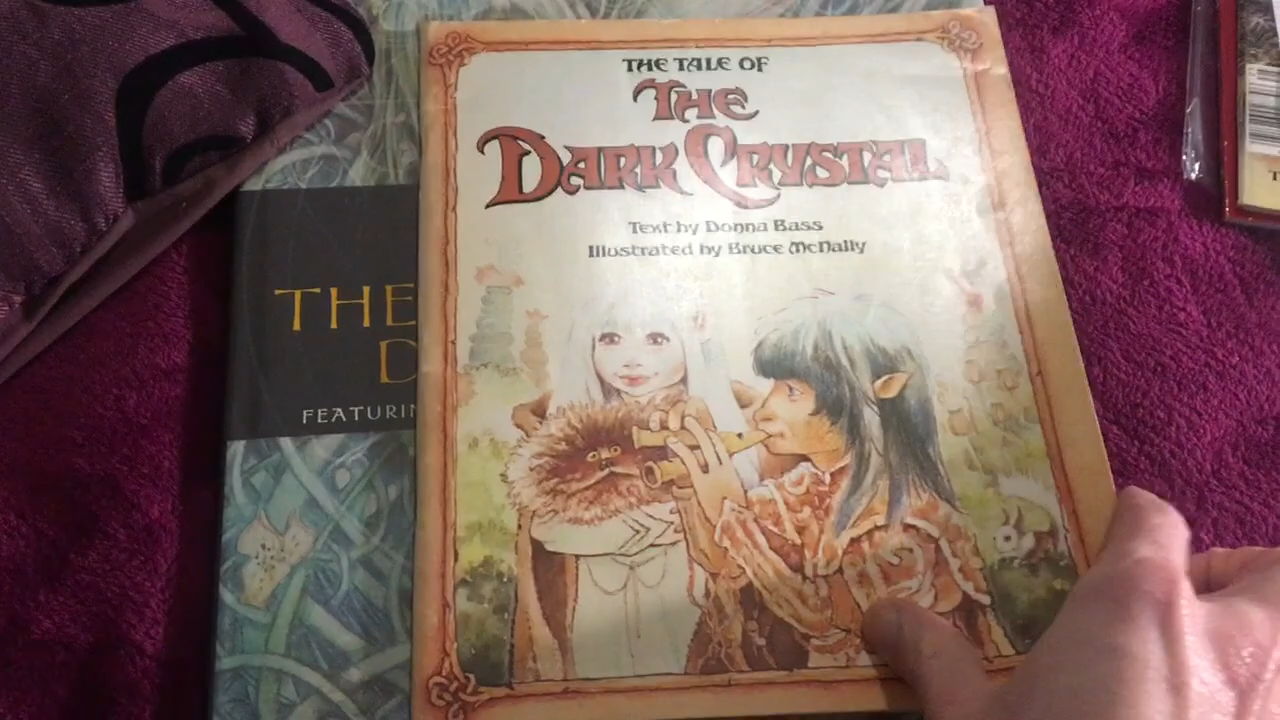 THE TALE OF
THE
DARK CRYSTAL
Text by Donna Bass
Illustrated by Bruce McNally
THE
D
FEATURIN
T